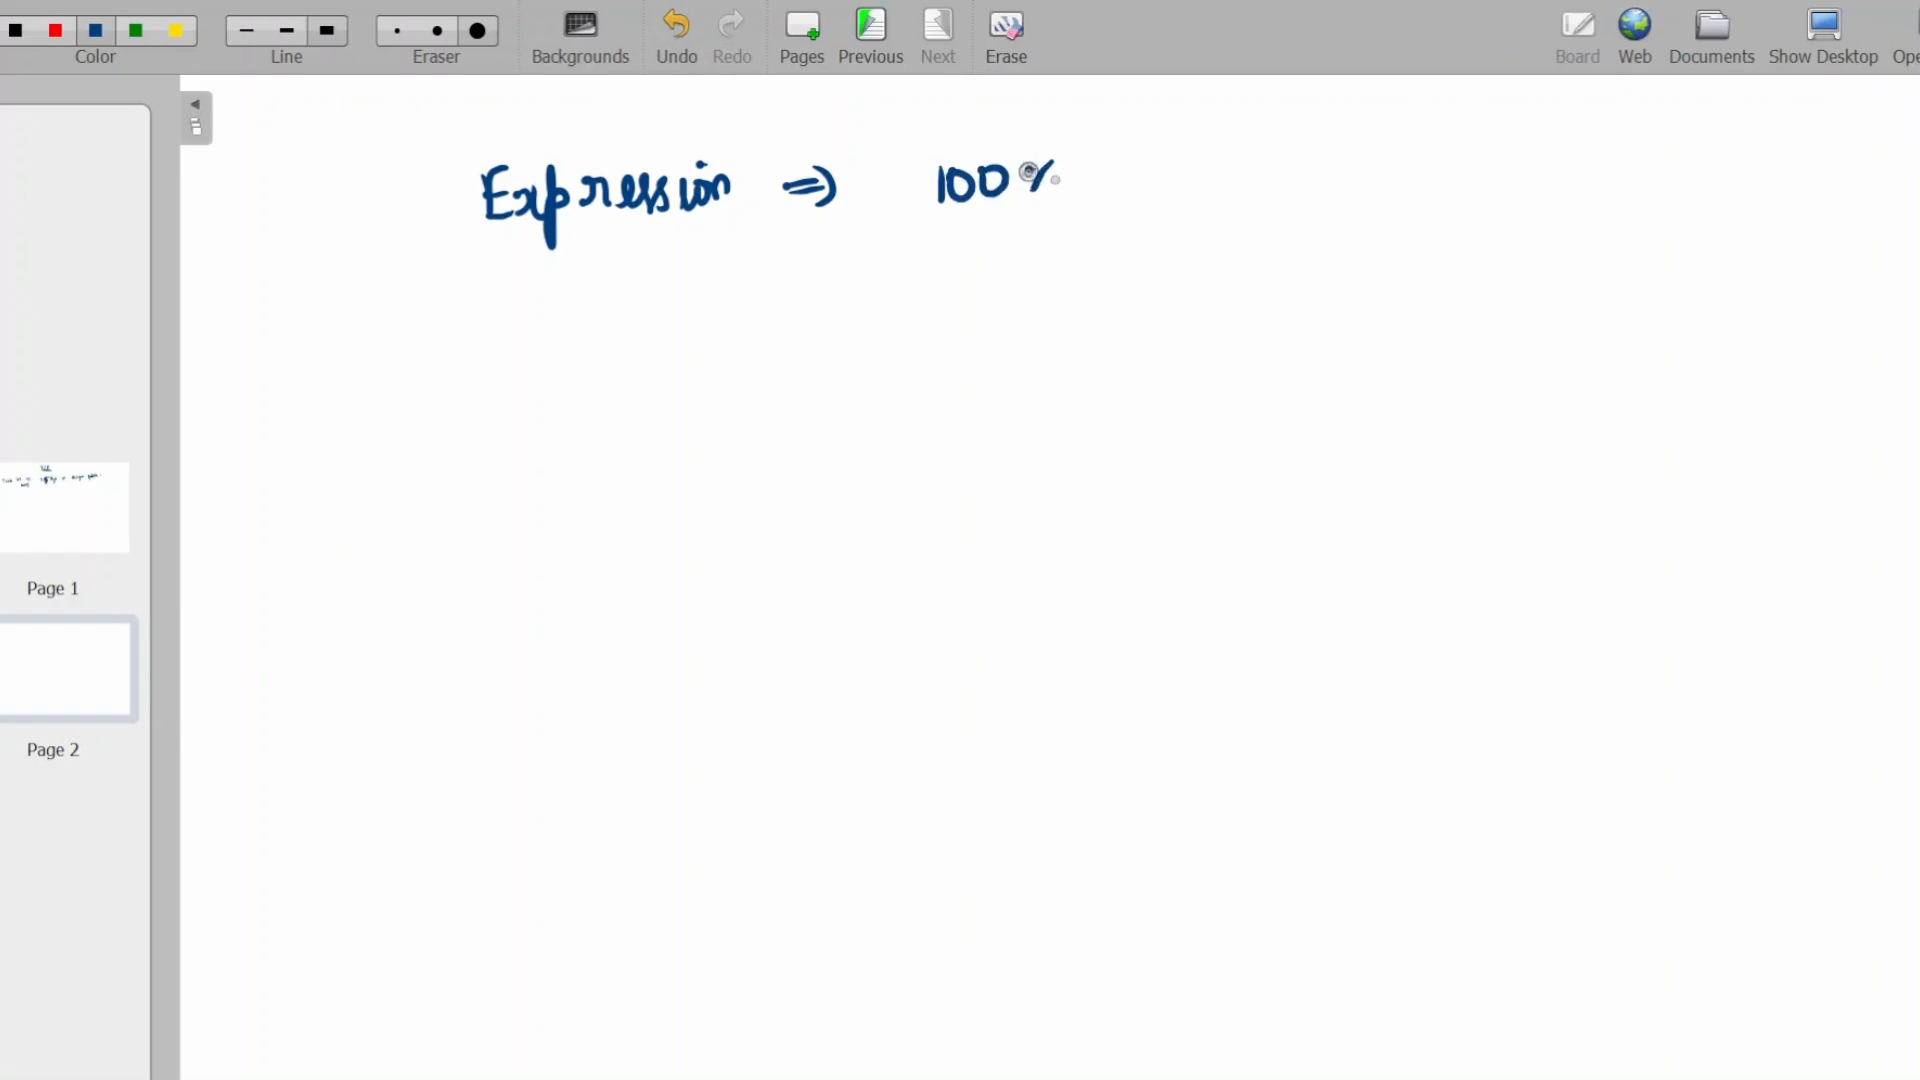 Color Line Eraser Backgrounds Undo Redo Pages Previous Next Erase Board Web Documents Show Desktop
Expression ⇒ 100%
Page 1
Page 2